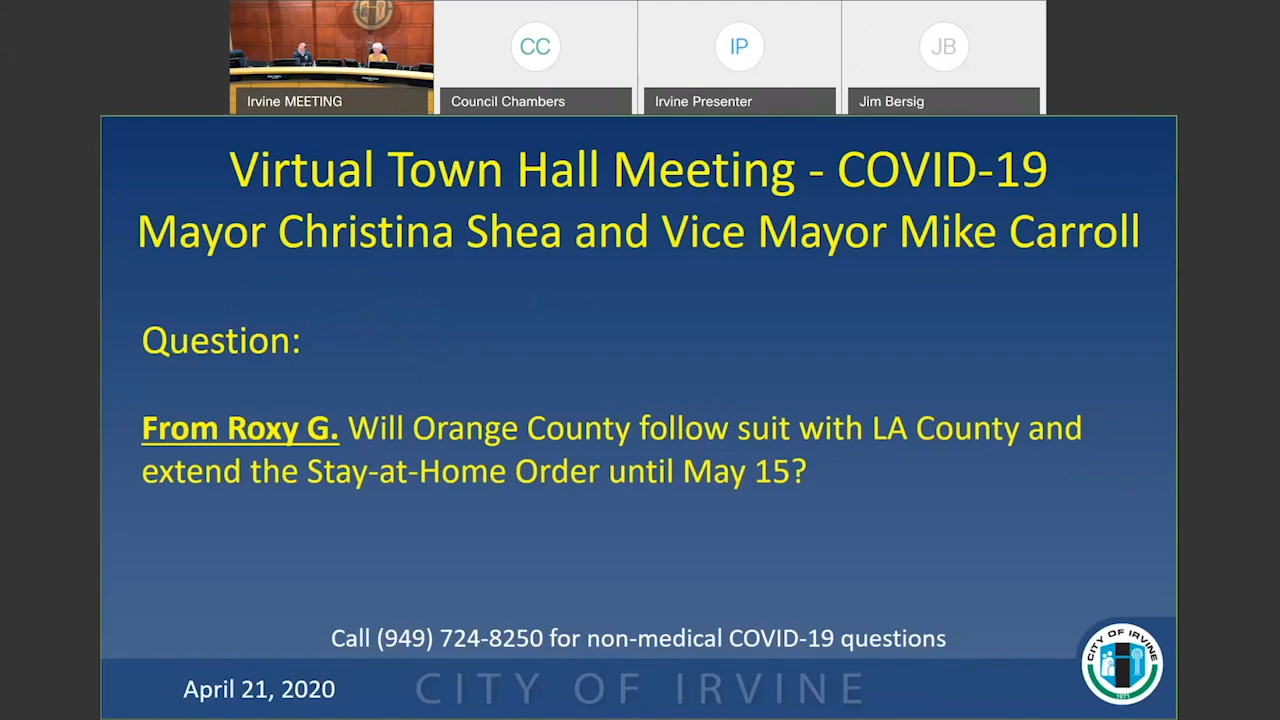 CC
IP
JB
Irvine MEETING
Council Chambers
Irvine Presenter
Jim Bersig
Virtual Town Hall Meeting - COVID-19
Mayor Christina Shea and Vice Mayor Mike Carroll
Question:
From Roxy G. Will Orange County follow suit with LA County and
extend the Stay-at-Home Order until May 15?
Call (949) 724-8250 for non-medical COVID-19 questions
April 21, 2020
CITY OF IRVINE
CITY OF IRVINE
1971